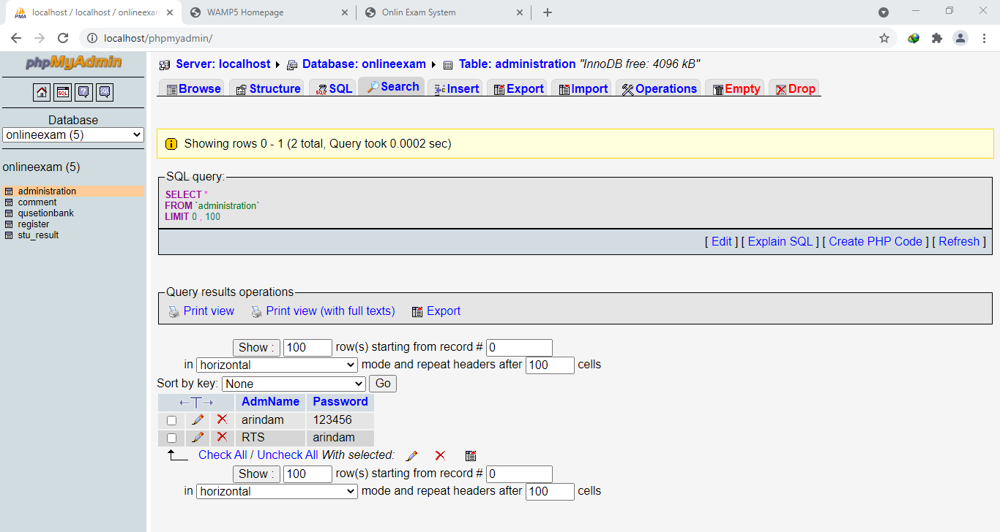 localhost / localhost / onlineexam
WAMP5 Homepage
Onlin Exam System
localhost/phpmyadmin/
phpMyAdmin
Server: localhost Database: onlineexam Table: administration "InnoDB free: 4096 kB"
Browse Structure SQL Search Insert Export Import Operations Empty Drop
SQL ? SQL
Database
onlineexam (5)
onlineexam (5)
administration
comment
qusetionbank
register
stu_result
Showing rows 0 - 1 (2 total, Query took 0.0002 sec)
SQL query:
SELECT *
FROM `administration`
LIMIT 0 , 100
[ Edit ] [ Explain SQL ] [ Create PHP Code ] [ Refresh ]
Query results operations
Print view Print view (with full texts) Export
Show : 100 row(s) starting from record # 0
in horizontal mode and repeat headers after 100 cells
Sort by key: None Go
←T→ AdmName Password
arindam 123456
RTS arindam
Check All / Uncheck All With selected:
Show : 100 row(s) starting from record # 0
in horizontal mode and repeat headers after 100 cells